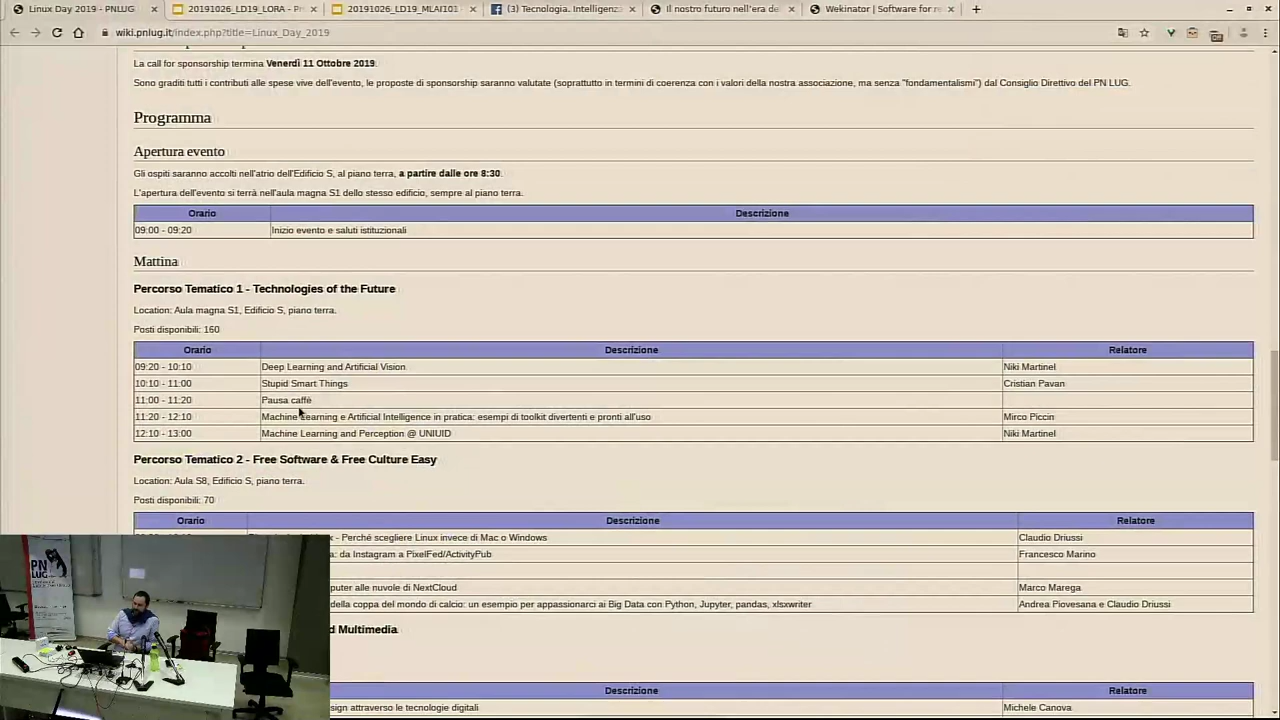 Linux Day 2019 - PNLUG
20191026_LD19_LORA - Pr
20191026_LD19_MLAI101 -
(3) Tecnologia. Intelligenz
Il nostro futuro nell'era de
Wekinator | Software for re
wiki.pnlug.it/index.php?title=Linux_Day_2019
La call for sponsorship termina Venerdì 11 Ottobre 2019.
Sono graditi tutti i contributi alle spese vive dell'evento, le proposte di sponsorship saranno valutate (soprattutto in termini di coerenza con i valori della nostra associazione, ma senza "fondamentalismi") dal Consiglio Direttivo del PN LUG.
Programma
Apertura evento
Gli ospiti saranno accolti nell'atrio dell'Edificio S, al piano terra, a partire dalle ore 8:30.
L'apertura dell'evento si terrà nell'aula magna S1 dello stesso edificio, sempre al piano terra.
Orario Descrizione
09:00 - 09:20 Inizio evento e saluti istituzionali
Mattina
Percorso Tematico 1 - Technologies of the Future
Location: Aula magna S1, Edificio S, piano terra.
Posti disponibili: 160
Orario Descrizione Relatore
09:20 - 10:10 Deep Learning and Artificial Vision Niki Martinel
10:10 - 11:00 Stupid Smart Things Cristian Pavan
11:00 - 11:20 Pausa caffè
11:20 - 12:10 Machine Learning e Artificial Intelligence in pratica: esempi di toolkit divertenti e pronti all'uso Mirco Piccin
12:10 - 13:00 Machine Learning and Perception @ UNIUD Niki Martinel
Percorso Tematico 2 - Free Software & Free Culture Easy
Location: Aula S8, Edificio S, piano terra.
Posti disponibili: 70
Orario Descrizione Relatore
x - Perché scegliere Linux invece di Mac o Windows Claudio Driussi
a: da Instagram a PixelFed/ActivityPub Francesco Marino
puter alle nuvole di NextCloud Marco Marega
della coppa del mondo di calcio: un esempio per appassionarci ai Big Data con Python, Jupyter, pandas, xlsxwriter Andrea Piovesana e Claudio Driussi
d Multimedia
Descrizione Relatore
sign attraverso le tecnologie digitali Michele Canova
PN
LUG